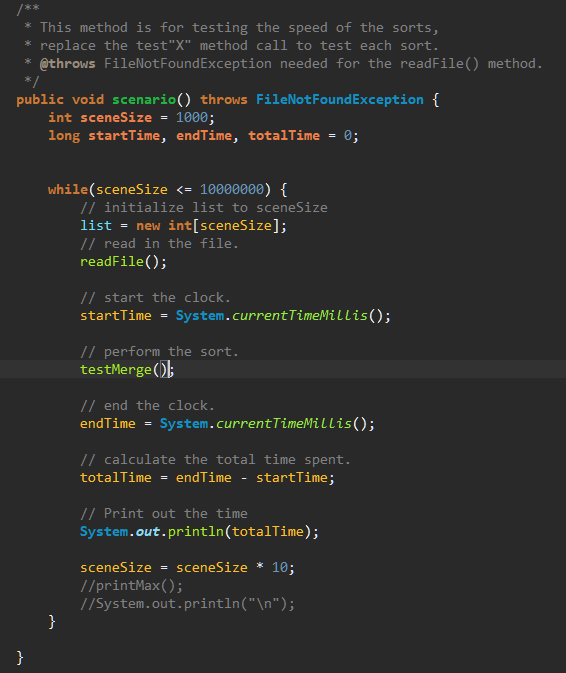 /**
 * This method is for testing the speed of the sorts,
 * replace the test"X" method call to test each sort.
 * @throws FileNotFoundException needed for the readFile() method.
 */
public void scenario() throws FileNotFoundException {
    int sceneSize = 1000;
    long startTime, endTime, totalTime = 0;
    while(sceneSize <= 10000000) {
        // initialize list to sceneSize
        list = new int[sceneSize];
        // read in the file.
        readFile();
        // start the clock.
        startTime = System.currentTimeMillis();
        // perform the sort.
        testMerge();
        // end the clock.
        endTime = System.currentTimeMillis();
        // calculate the total time spent.
        totalTime = endTime - startTime;
        // Print out the time
        System.out.println(totalTime);
        sceneSize = sceneSize * 10;
        //printMax();
        //System.out.println("\n");
    }
}